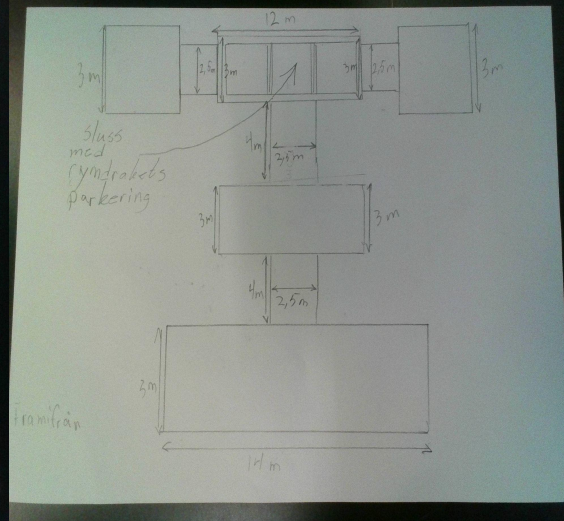 12 m
3m
2,5m
3m
3m
2,5m
3m
Sluss
med
rymdrakets
parkering
4m
2,5m
3m
3m
4m
2,5m
3m
Framifrån
14 m